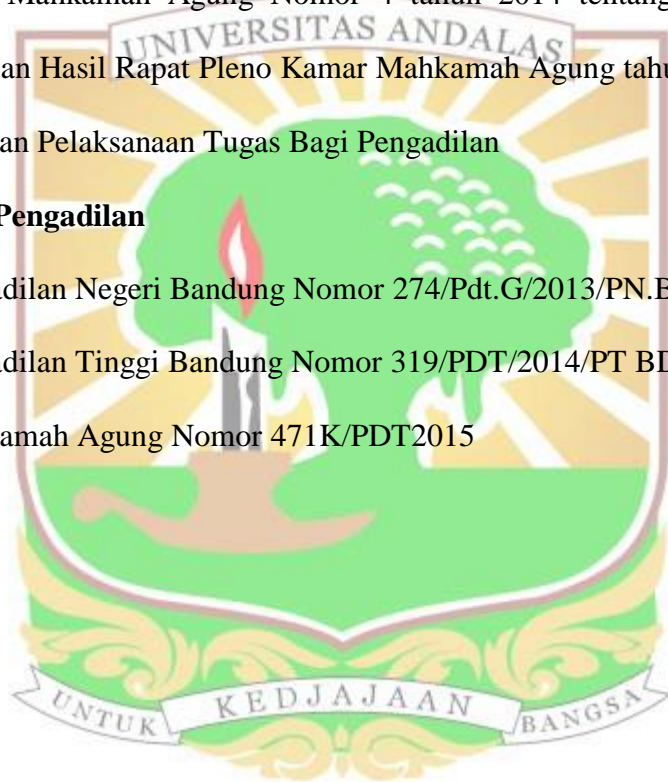 Mahkamah Agung Nomor 4 tahun 2014 tentang
UNIVERSITAS ANDALAS
an Hasil Rapat Pleno Kamar Mahkamah Agung tahu
an Pelaksanaan Tugas Bagi Pengadilan
Pengadilan
adilan Negeri Bandung Nomor 274/Pdt.G/2013/PN.B
adilan Tinggi Bandung Nomor 319/PDT/2014/PT BD
amah Agung Nomor 471K/PDT2015
UNTUK KEDJAJAAN BANGSA